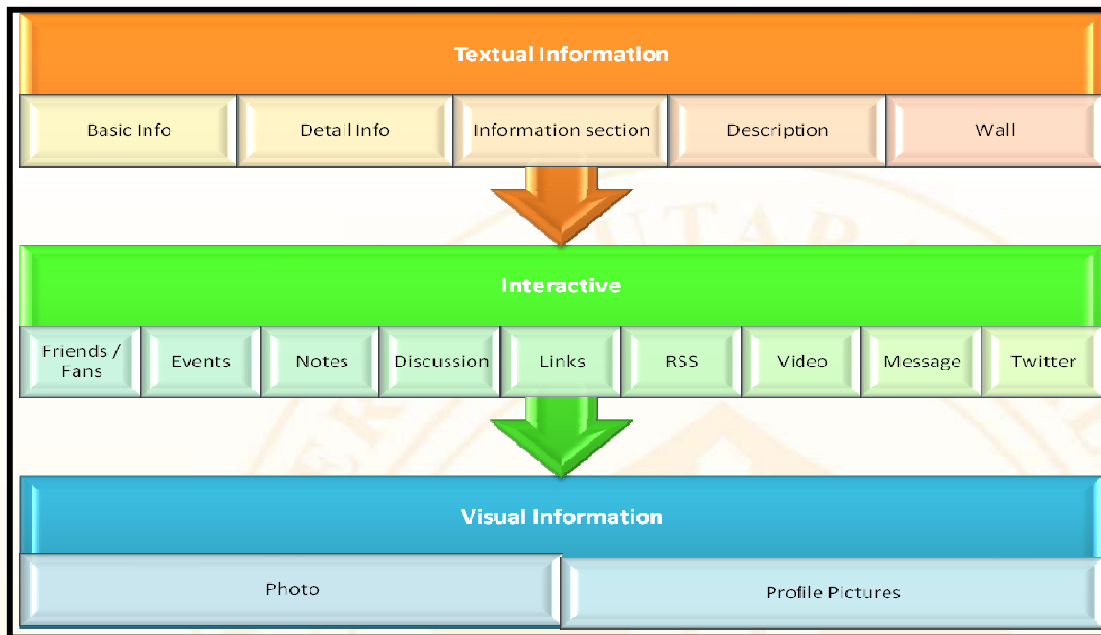 Textual Information
Basic Info
Detail Info
Information section
Description
Wall
Interactive
Friends /
Fans
Events
Notes
Discussion
Links
RSS
Video
Message
Twitter
Visual Information
Photo
Profile Pictures